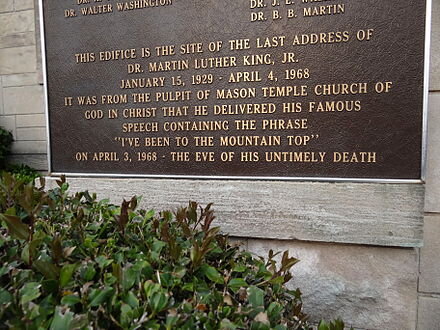 DR. WALTER WASHINGTON
DR. J. E.
DR. B. B. MARTIN
THIS EDIFICE IS THE SITE OF THE LAST ADDRESS OF
DR. MARTIN LUTHER KING, JR.
JANUARY 15, 1929 - APRIL 4, 1968
IT WAS FROM THE PULPIT OF MASON TEMPLE CHURCH OF
GOD IN CHRIST THAT HE DELIVERED HIS FAMOUS
SPEECH CONTAINING THE PHRASE
"I'VE BEEN TO THE MOUNTAIN TOP"
ON APRIL 3, 1968 - THE EVE OF HIS UNTIMELY DEATH